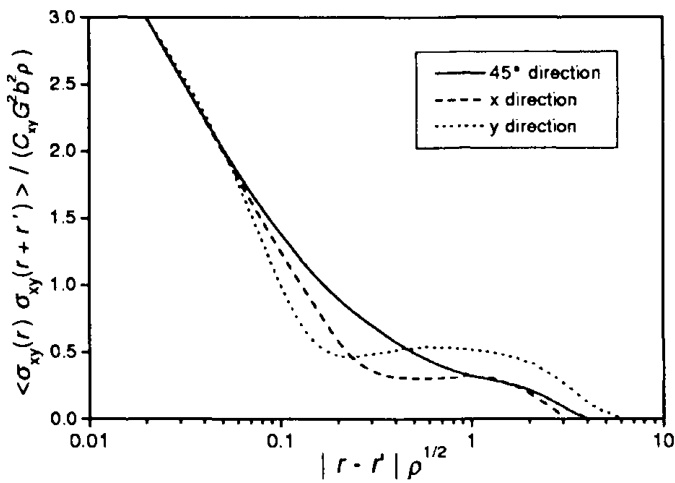 3.0
2.5
2.0
1.5
1.0
0.5
0.0
<σxy(r) σxy(r + r')> / (CxyG²b²ρ)
45° direction
x direction
y direction
0.01 0.1 1 10
| r - r' | ρ^1/2